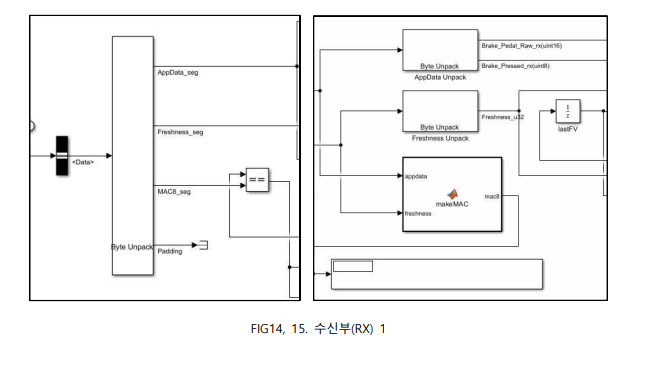 <Data>
AppData_seg
Freshness_seg
MAC8_seg
Byte Unpack
Padding
==
Byte Unpack
AppData Unpack
Brake_Pedal_Raw_rx(uint16)
Brake_Pressed_rx(uint8)
Byte Unpack
Freshness Unpack
Freshness_u32
1
z
lastFV
appdata
freshness
makeMAC
mac8
FIG14, 15. 수신부(RX) 1